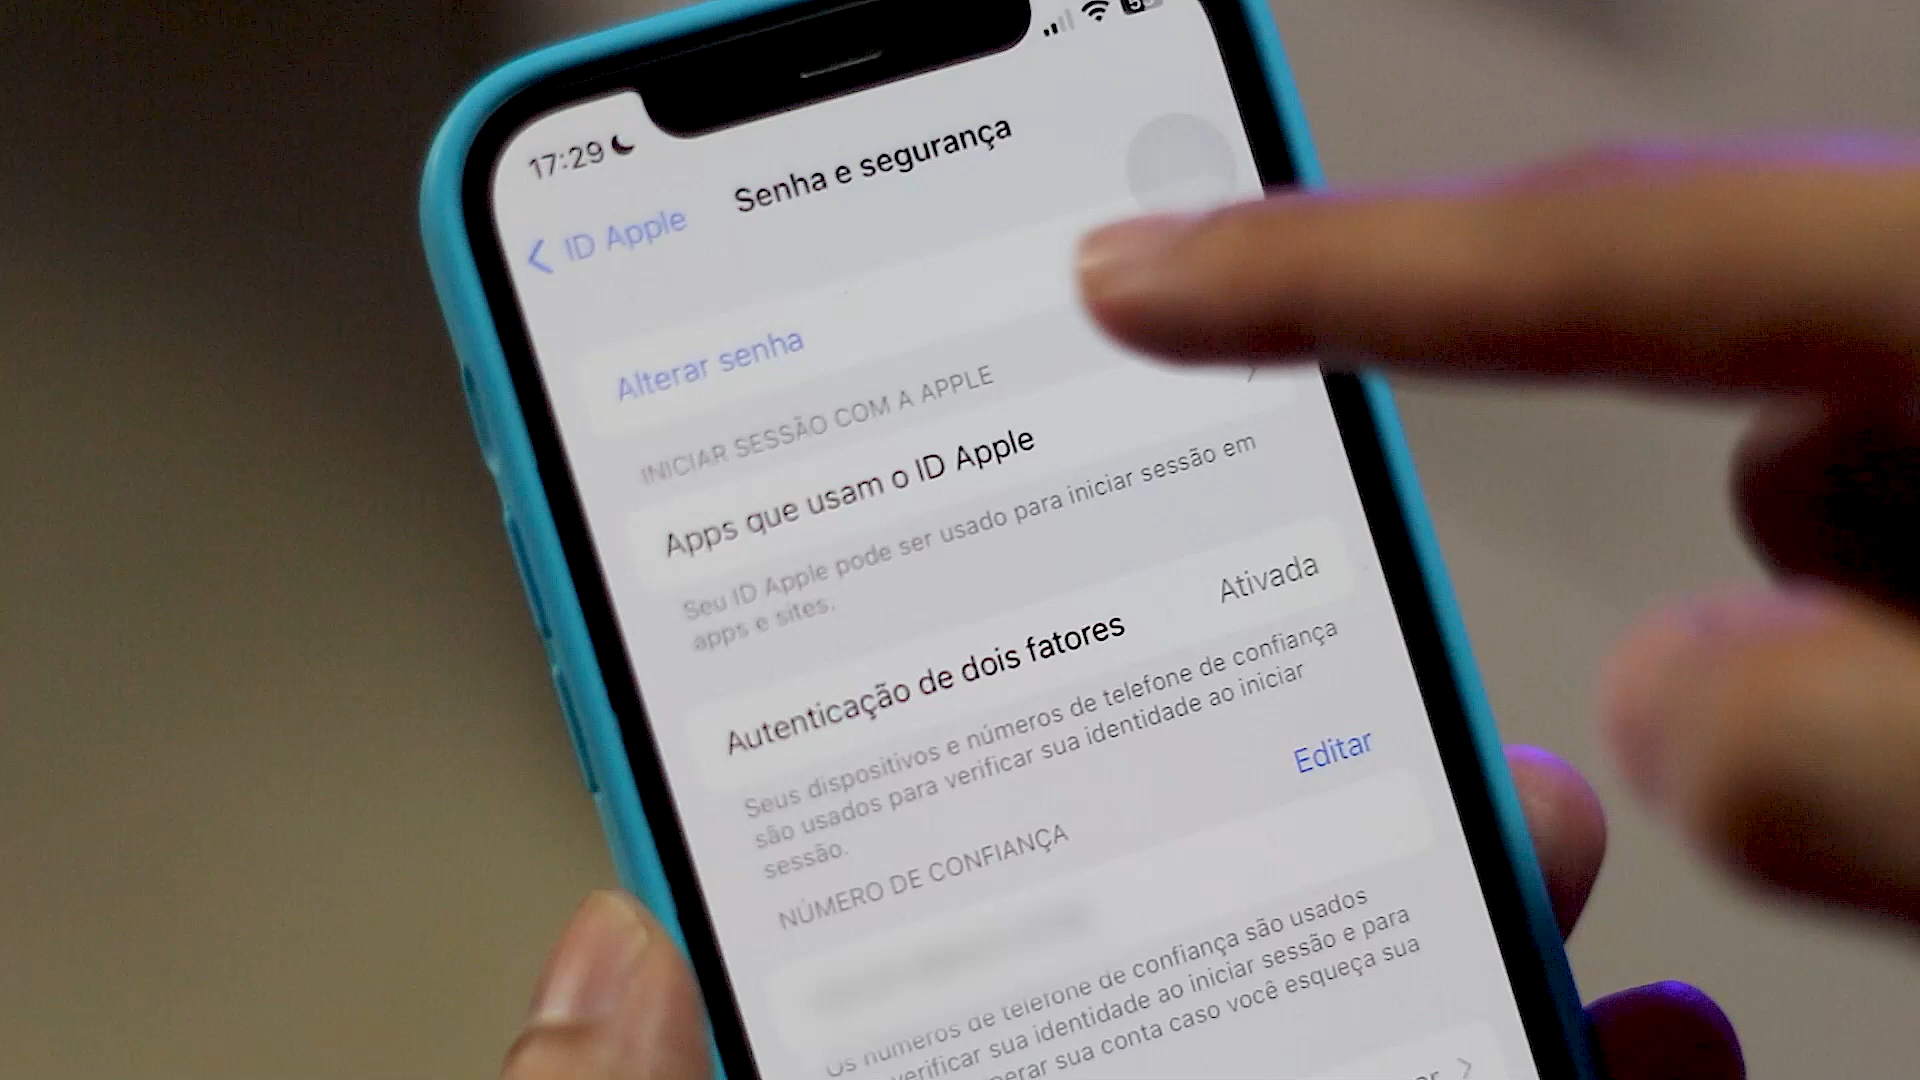 17:29
Senha e segurança
ID Apple
Alterar senha
INICIAR SESSÃO COM A APPLE
Apps que usam o ID Apple
Seu ID Apple pode ser usado para iniciar sessão em
apps e sites.
Autenticação de dois fatores Ativada
Seus dispositivos e números de telefone de confiança
são usados para verificar sua identidade ao iniciar
sessão.
NÚMERO DE CONFIANÇA Editar
Os números de telefone de confiança são usados
verificar sua identidade ao iniciar sessão e para
sua conta caso você esqueça sua